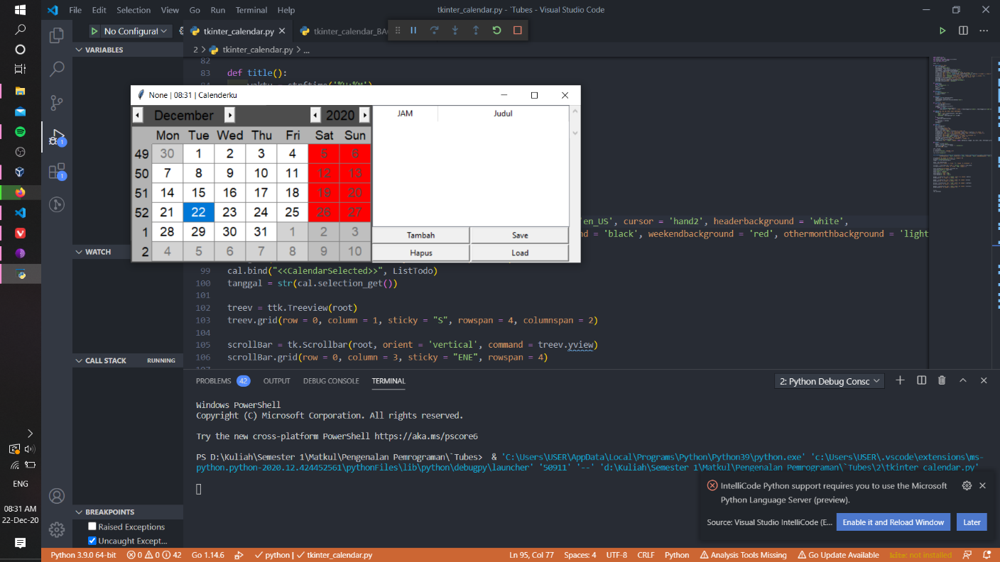 File Edit Selection View Go Run Terminal Help
tkinter_calendar.py - `Tubes - Visual Studio Code
No Configurat
tkinter_calendar.py
tkinter_calendar_BA
VARIABLES
2 > tkinter_calendar.py > ...
82
83 def title():
None | 08:31 | Calenderku
December 2020
Mon Tue Wed Thu Fri Sat Sun
49 30 1 2 3 4 5 6
50 7 8 9 10 11 12 13
51 14 15 16 17 18 19 20
52 21 22 23 24 25 26 27
1 28 29 30 31 1 2 3
2 4 5 6 7 8 9 10
JAM Judul
Tambah Save
Hapus Load
'en_US', cursor = 'hand2', headerbackground = 'white',
d = 'black', weekendbackground = 'red', othermonthbackground = 'light
WATCH
99 cal.bind("<<CalendarSelected>>", ListTodo)
100 tanggal = str(cal.selection_get())
101
102 treev = ttk.Treeview(root)
103 treev.grid(row = 0, column = 1, sticky = "S", rowspan = 4, columnspan = 2)
104
105 scrollBar = tk.Scrollbar(root, orient = 'vertical', command = treev.yview)
106 scrollBar.grid(row = 0, column = 3, sticky = "ENE", rowspan = 4)
CALL STACK RUNNING
PROBLEMS 42 OUTPUT DEBUG CONSOLE TERMINAL
2: Python Debug Consc
Windows PowerShell
Copyright (C) Microsoft Corporation. All rights reserved.
Try the new cross-platform PowerShell https://aka.ms/pscore6
PS D:\Kuliah\Semester 1\Matkul\Pengenalan Pemrograman\`Tubes> & 'C:\Users\USER\AppData\Local\Programs\Python\Python39\python.exe' 'c:\Users\USER\.vscode\extensions\ms-
python.python-2020.12.424452561\pythonFiles\lib\python\debugpy\launcher' '50911' '--' 'd:\Kuliah\Semester 1\Matkul\Pengenalan Pemrograman\`Tubes\2\tkinter_calendar.py'
IntelliCode Python support requires you to use the Microsoft
Python Language Server (preview).
Source: Visual Studio IntelliCode (E...
Enable it and Reload Window
Later
BREAKPOINTS
Raised Exceptions
Uncaught Except...
1
1
ENG
08:31 AM
22-Dec-20
Python 3.9.0 64-bit 0 0 42 Go 1.14.6 python | tkinter_calendar.py
Ln 95, Col 77 Spaces: 4 UTF-8 CRLF Python Analysis Tools Missing Go Update Available